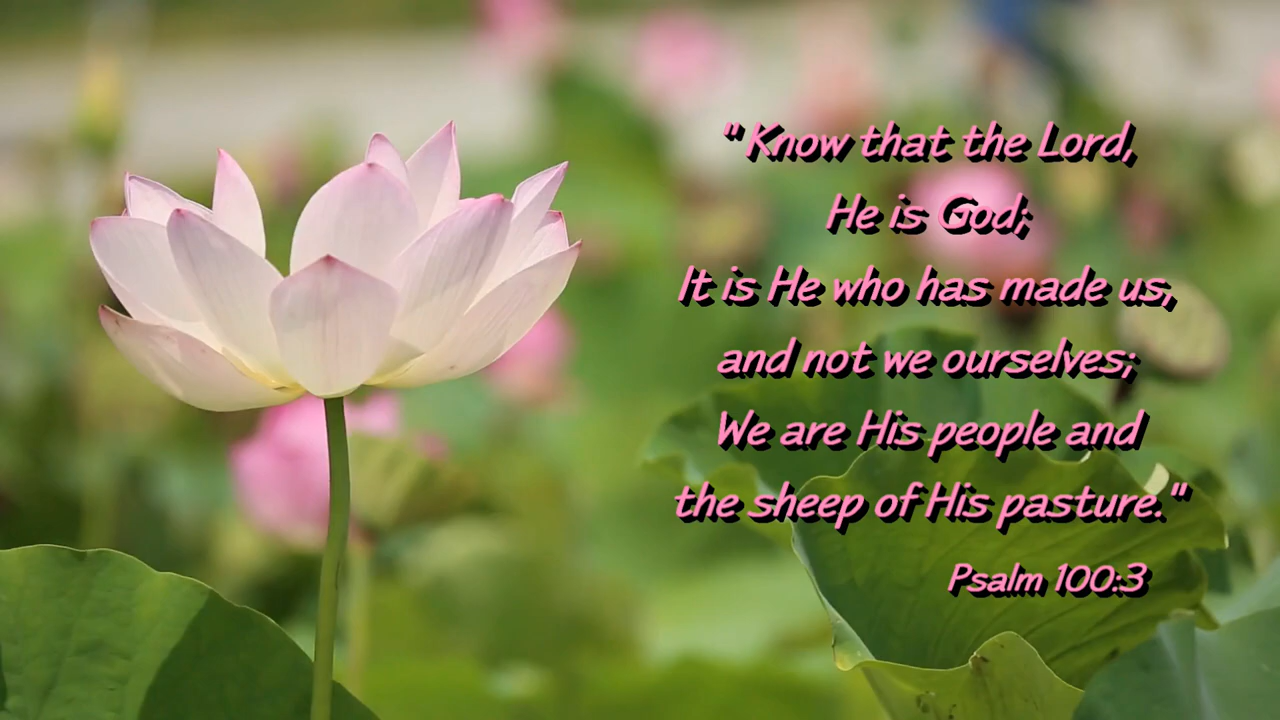 "Know that the Lord,
He is God;
It is He who has made us,
and not we ourselves;
We are His people and
the sheep of His pasture."
Psalm 100:3